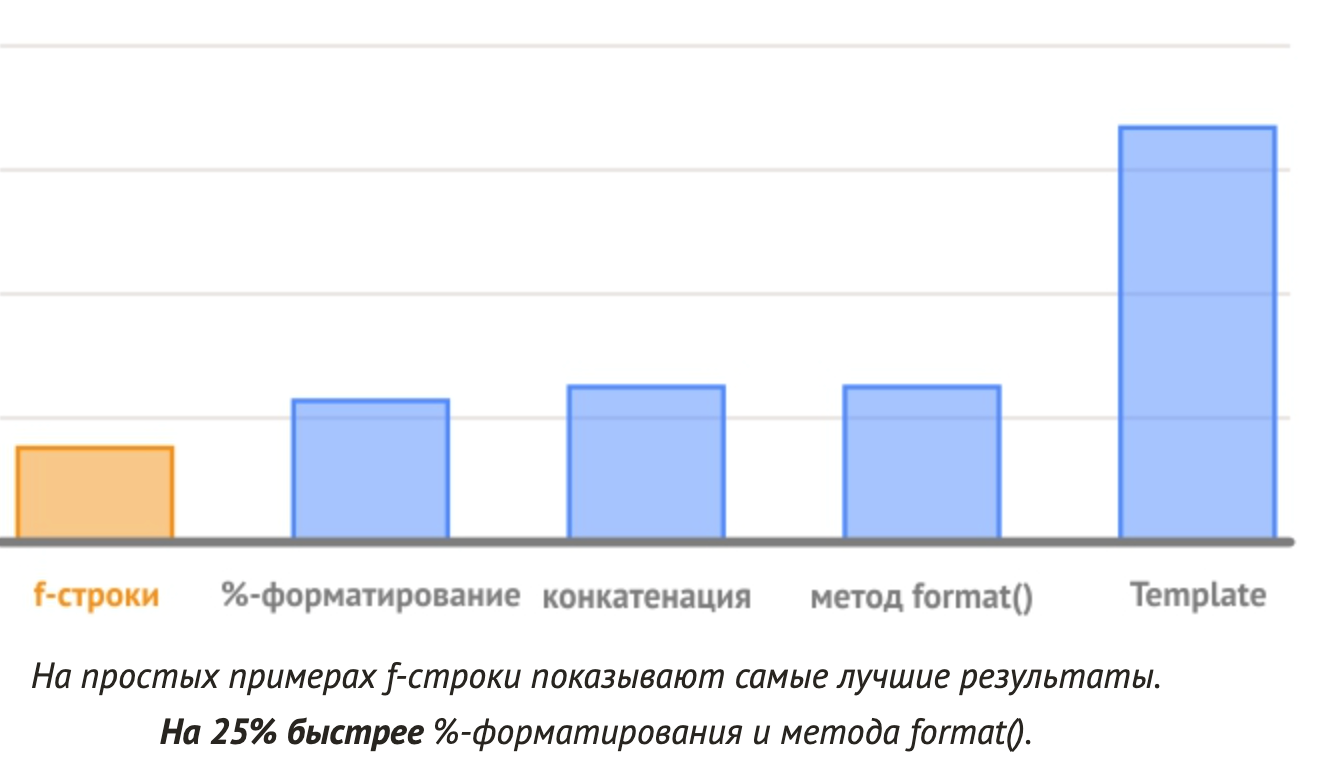 f-строки %-форматирование конкатенация метод format() Template
На простых примерах f-строки показывают самые лучшие результаты.
На 25% быстрее %-форматирования и метода format().